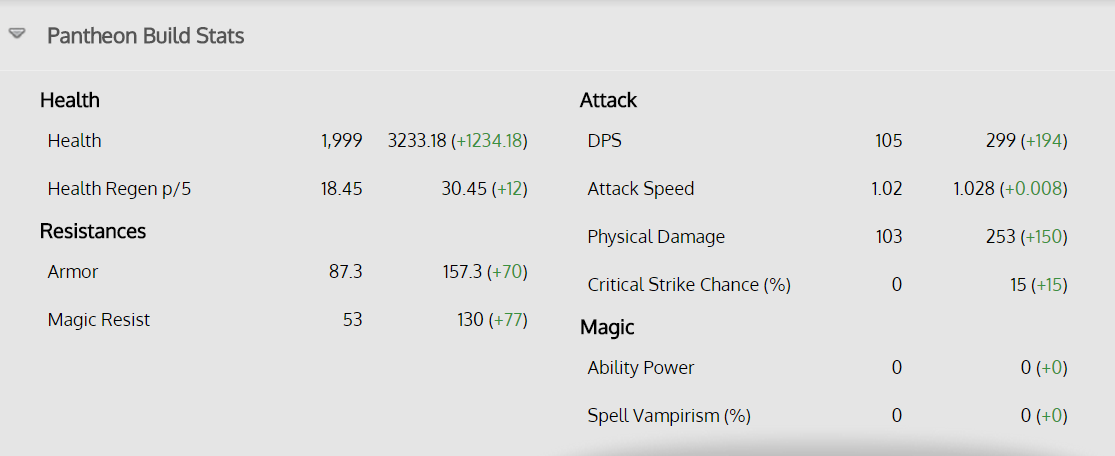 Pantheon Build Stats
Health
Health 1,999 3233.18 (+1234.18)
Health Regen p/5 18.45 30.45 (+12)
Resistances
Armor 87.3 157.3 (+70)
Magic Resist 53 130 (+77)
Attack
DPS 105 299 (+194)
Attack Speed 1.02 1.028 (+0.008)
Physical Damage 103 253 (+150)
Critical Strike Chance (%) 0 15 (+15)
Magic
Ability Power 0 0 (+0)
Spell Vampirism (%) 0 0 (+0)